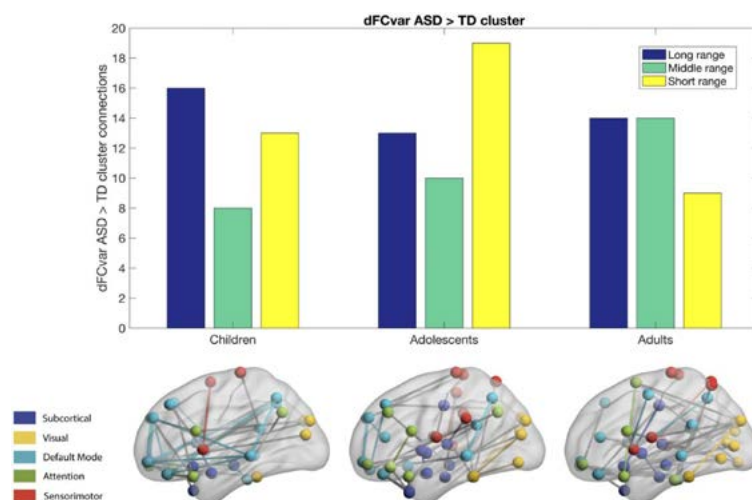 dFCvar ASD > TD cluster
dFCvar ASD > TD cluster connections
20
18
16
14
12
10
8
6
4
2
0
Long range
Middle range
Short range
Children
Adolescents
Adults
Subcortical
Visual
Default Mode
Attention
Sensorimotor